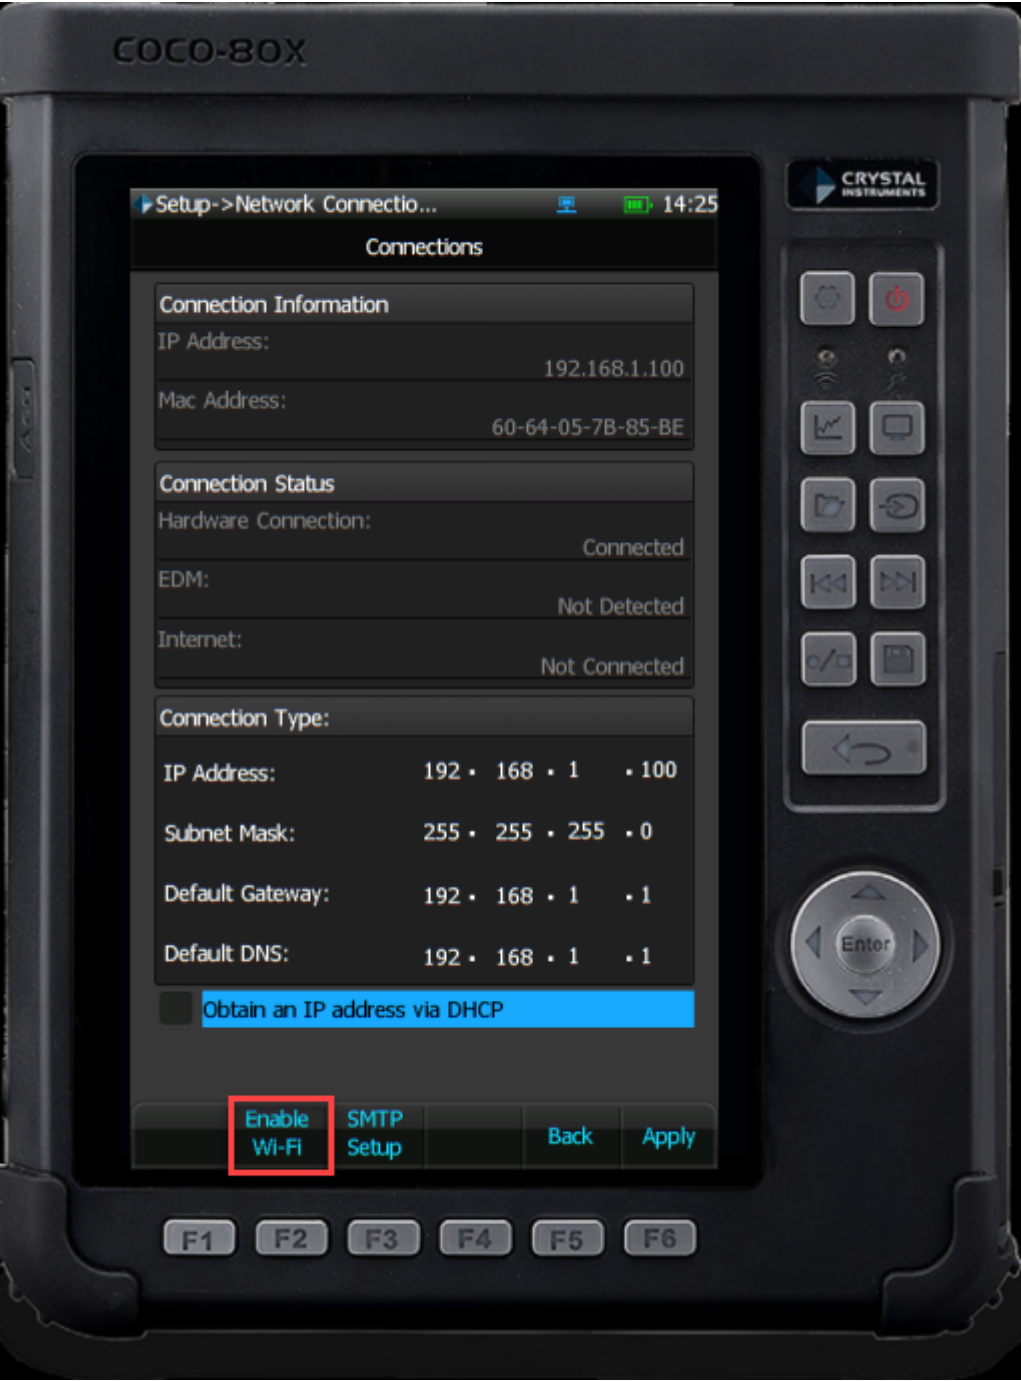 COCO-80X
CRYSTAL
INSTRUMENTS
Setup->Network Connectio... 14:25
Connections
Connection Information
IP Address:
192.168.1.100
Mac Address:
60-64-05-7B-85-BE
Connection Status
Hardware Connection:
Connected
EDM:
Not Detected
Internet:
Not Connected
Connection Type:
IP Address: 192 . 168 . 1 . 100
Subnet Mask: 255 . 255 . 255 . 0
Default Gateway: 192 . 168 . 1 . 1
Default DNS: 192 . 168 . 1 . 1
Obtain an IP address via DHCP
Enable
Wi-Fi
SMTP
Setup
Back
Apply
Enter
F1 F2 F3 F4 F5 F6